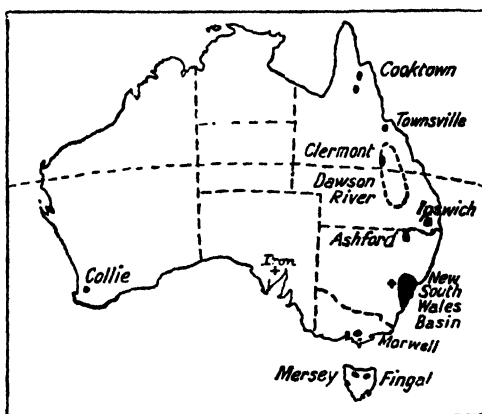 Cooktown
Townsville
Clermont
Dawson
River
Ipswich
Ashford
Iron
Collie
New
South
Wales
Basin
Morwell
Mersey Fingal